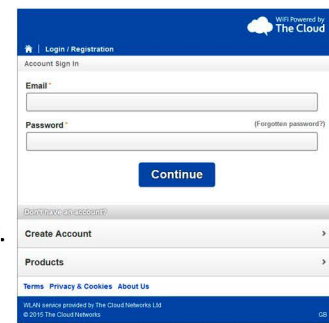 WiFi Powered by
The Cloud
Login / Registration
Account Sign In
Email *
Password *
(Forgotten password?)
Continue
Don't have an account?
Create Account
Products
Terms Privacy & Cookies About Us
WLAN service provided by The Cloud Networks Ltd
© 2015 The Cloud Networks
GB